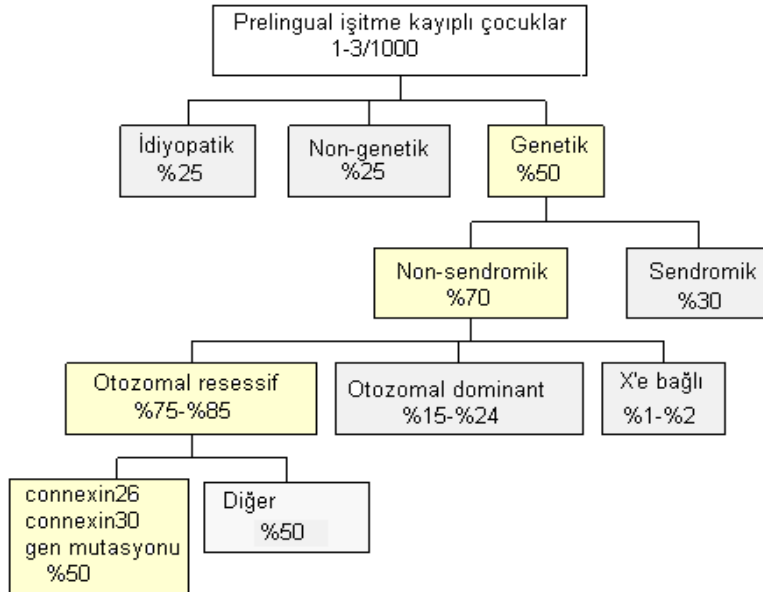 Prelingual işitme kayıplı çocuklar
1-3/1000
İdiyopatik
%25
Non-genetik
%25
Genetik
%50
Non-sendromik
%70
Sendromik
%30
Otozomal resessif
%75-%85
Otozomal dominant
%15-%24
X'e bağlı
%1-%2
connexin26
connexin30
gen mutasyonu
%50
Diğer
%50